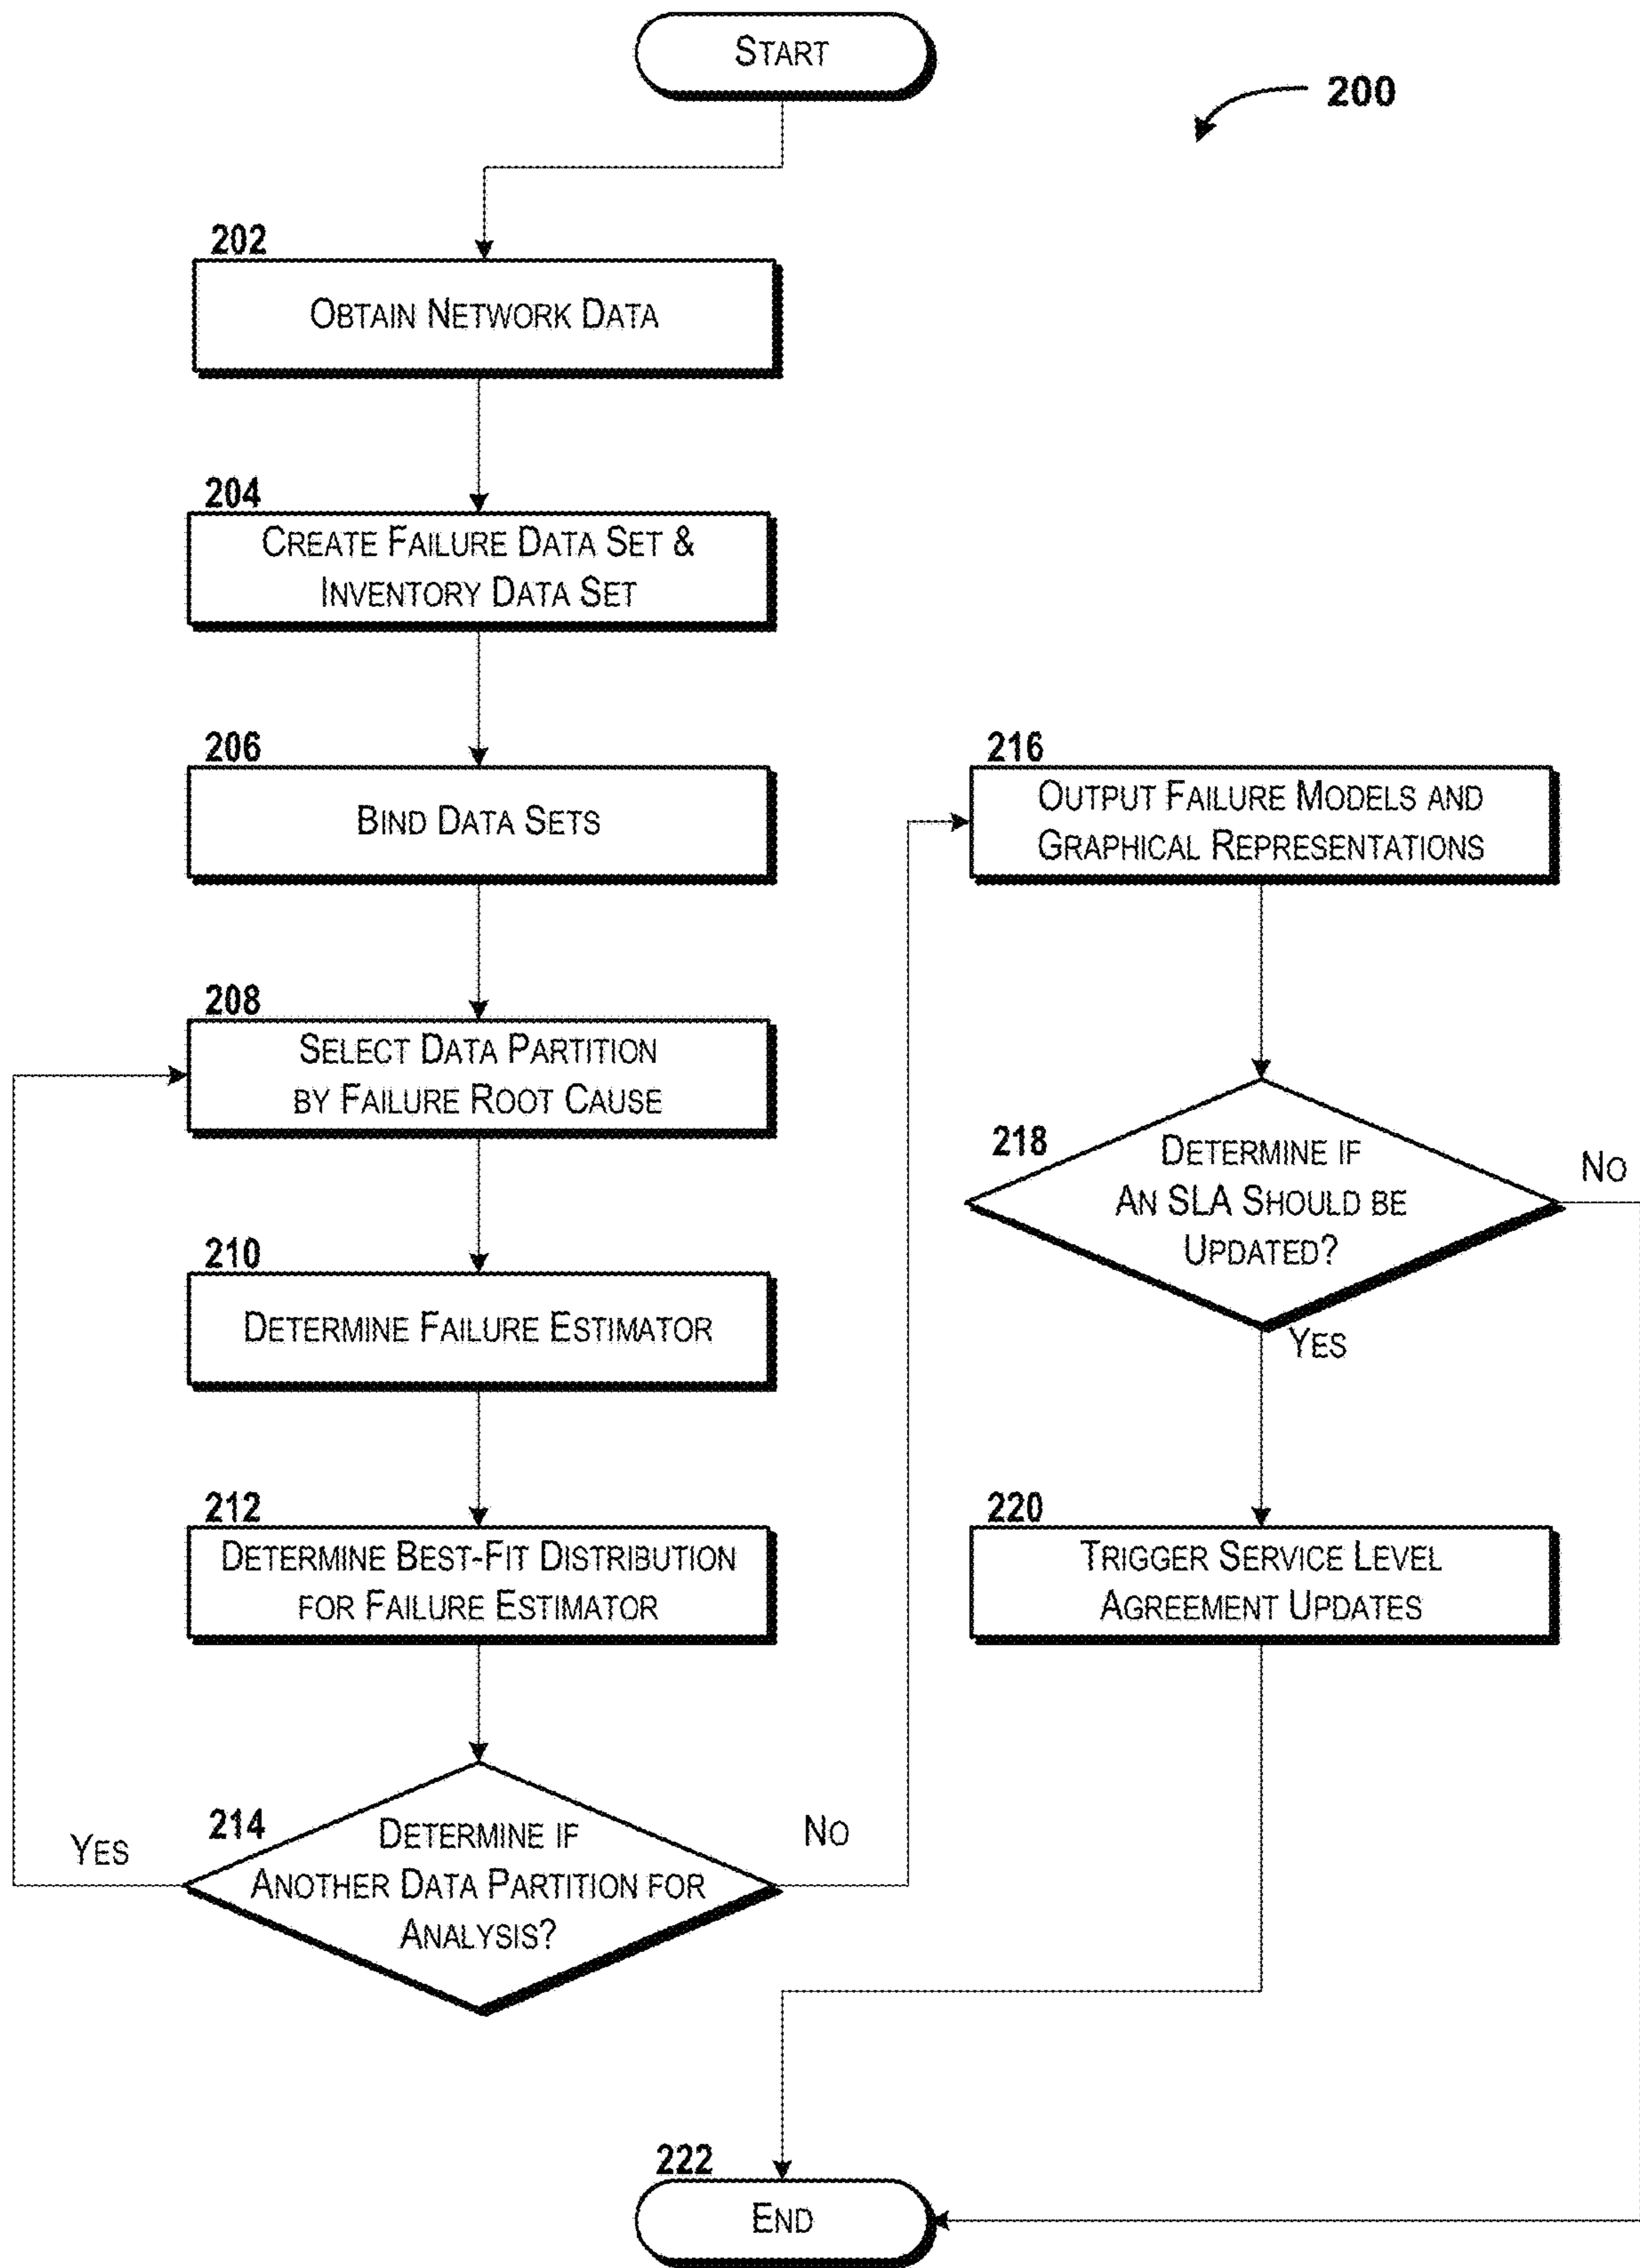 START
200
202
OBTAIN NETWORK DATA
204
CREATE FAILURE DATA SET &
INVENTORY DATA SET
206
BIND DATA SETS
208
SELECT DATA PARTITION
BY FAILURE ROOT CAUSE
210
DETERMINE FAILURE ESTIMATOR
212
DETERMINE BEST-FIT DISTRIBUTION
FOR FAILURE ESTIMATOR
214
DETERMINE IF
ANOTHER DATA PARTITION FOR
ANALYSIS?
YES
NO
216
OUTPUT FAILURE MODELS AND
GRAPHICAL REPRESENTATIONS
218
DETERMINE IF
AN SLA SHOULD BE
UPDATED?
NO
YES
220
TRIGGER SERVICE LEVEL
AGREEMENT UPDATES
222
END